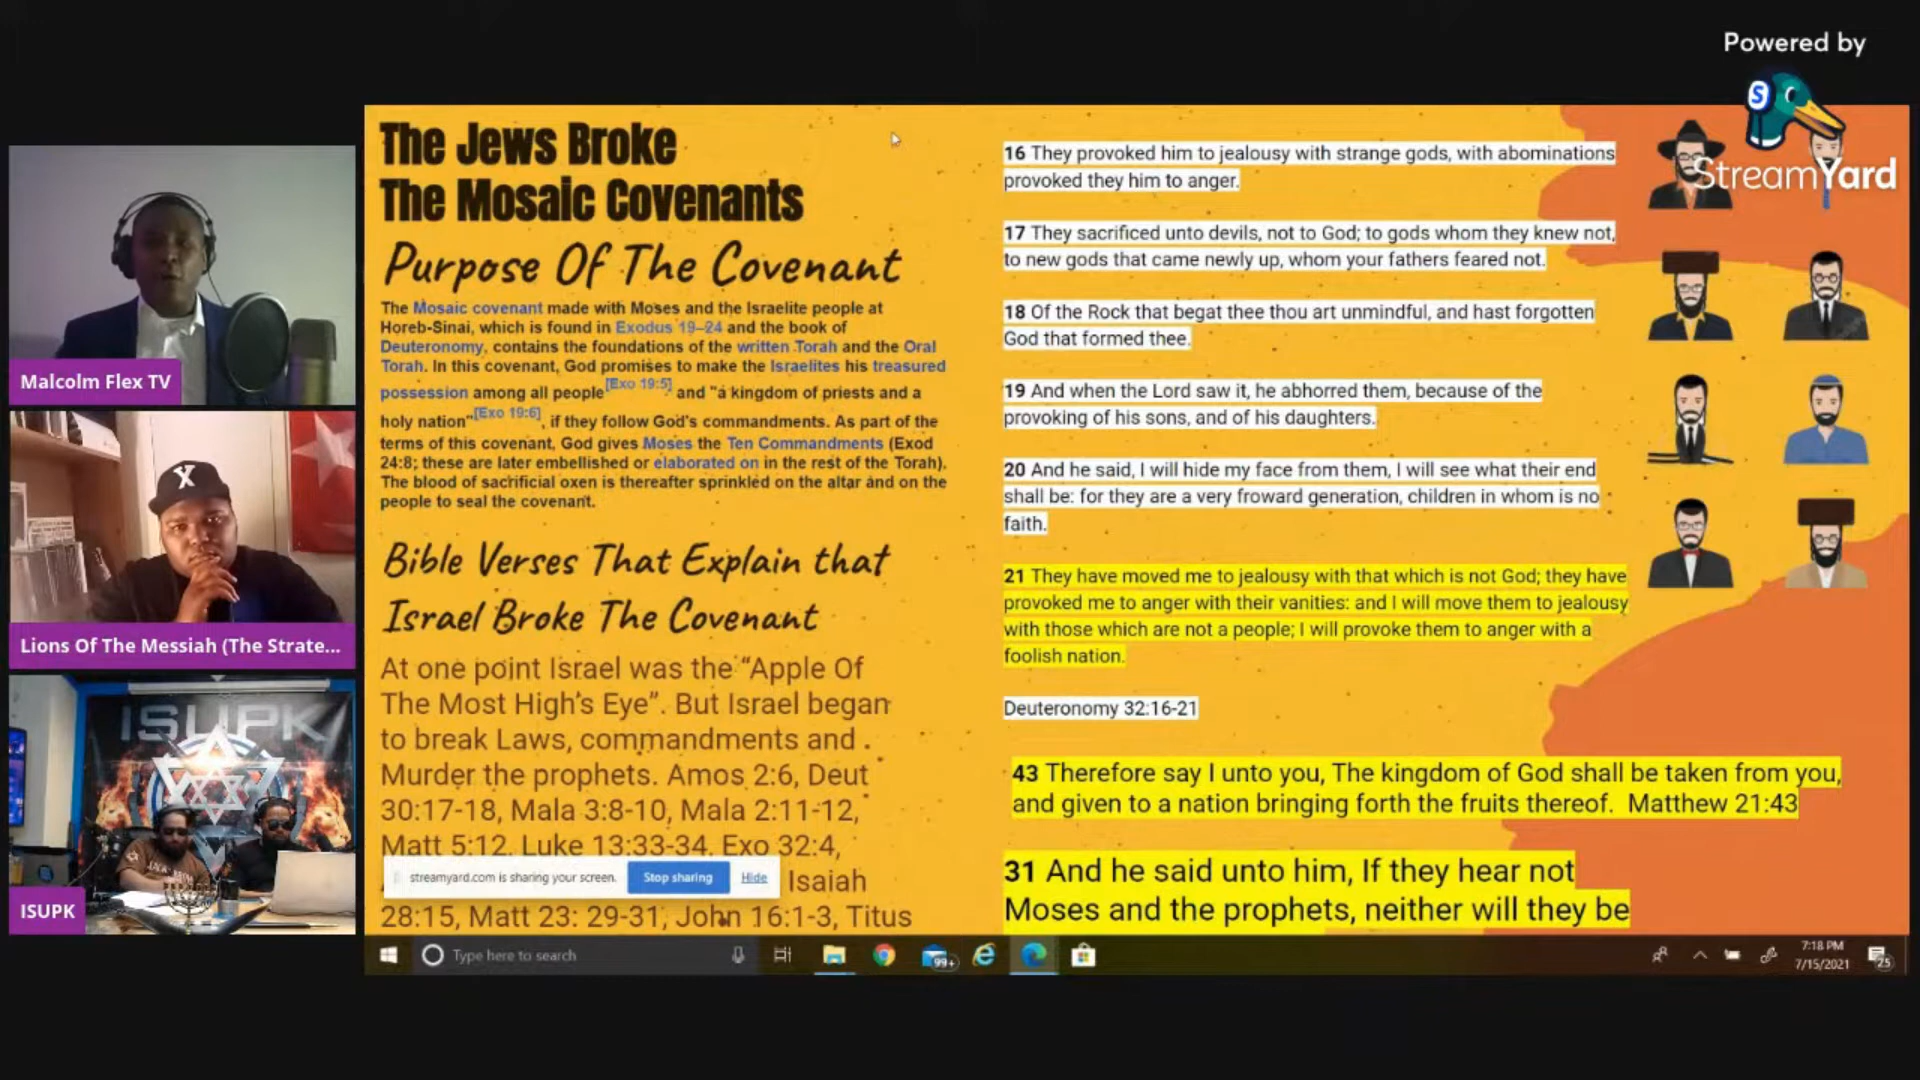 Powered by
StreamYard
Malcolm Flex TV
Lions Of The Messiah (The Strate...
ISUPK
ISUPK
The Jews Broke
The Mosaic Covenants
Purpose Of The Covenant
The Mosaic covenant made with Moses and the Israelite people at
Horeb-Sinai, which is found in Exodus 19–24 and the book of
Deuteronomy, contains the foundations of the written Torah and the Oral
Torah. In this covenant, God promises to make the Israelites his treasured
possession among all people[Exo 19:5] and "a kingdom of priests and a
holy nation"[Exo 19:6], if they follow God's commandments. As part of the
terms of this covenant, God gives Moses the Ten Commandments (Exod
24:8; these are later embellished or elaborated on in the rest of the Torah).
The blood of sacrificial oxen is thereafter sprinkled on the altar and on the
people to seal the covenant.
Bible Verses That Explain that
Israel Broke The Covenant
At one point Israel was the “Apple Of
The Most High’s Eye”. But Israel began
to break Laws, commandments and
Murder the prophets. Amos 2:6, Deut
30:17-18, Mala 3:8-10, Mala 2:11-12,
Matt 5:12, Luke 13:33-34, Exo 32:4,
Isaiah
28:15, Matt 23: 29-31, John 16:1-3, Titus
streamyard.com is sharing your screen.
Stop sharing
Hide
16 They provoked him to jealousy with strange gods, with abominations
provoked they him to anger.
17 They sacrificed unto devils, not to God; to gods whom they knew not,
to new gods that came newly up, whom your fathers feared not.
18 Of the Rock that begat thee thou art unmindful, and hast forgotten
God that formed thee.
19 And when the Lord saw it, he abhorred them, because of the
provoking of his sons, and of his daughters.
20 And he said, I will hide my face from them, I will see what their end
shall be: for they are a very froward generation, children in whom is no
faith.
21 They have moved me to jealousy with that which is not God; they have
provoked me to anger with their vanities: and I will move them to jealousy
with those which are not a people; I will provoke them to anger with a
foolish nation.
Deuteronomy 32:16-21
43 Therefore say I unto you, The kingdom of God shall be taken from you,
and given to a nation bringing forth the fruits thereof. Matthew 21:43
31 And he said unto him, If they hear not
Moses and the prophets, neither will they be
Type here to search
99+
7:18 PM
7/15/2021
25